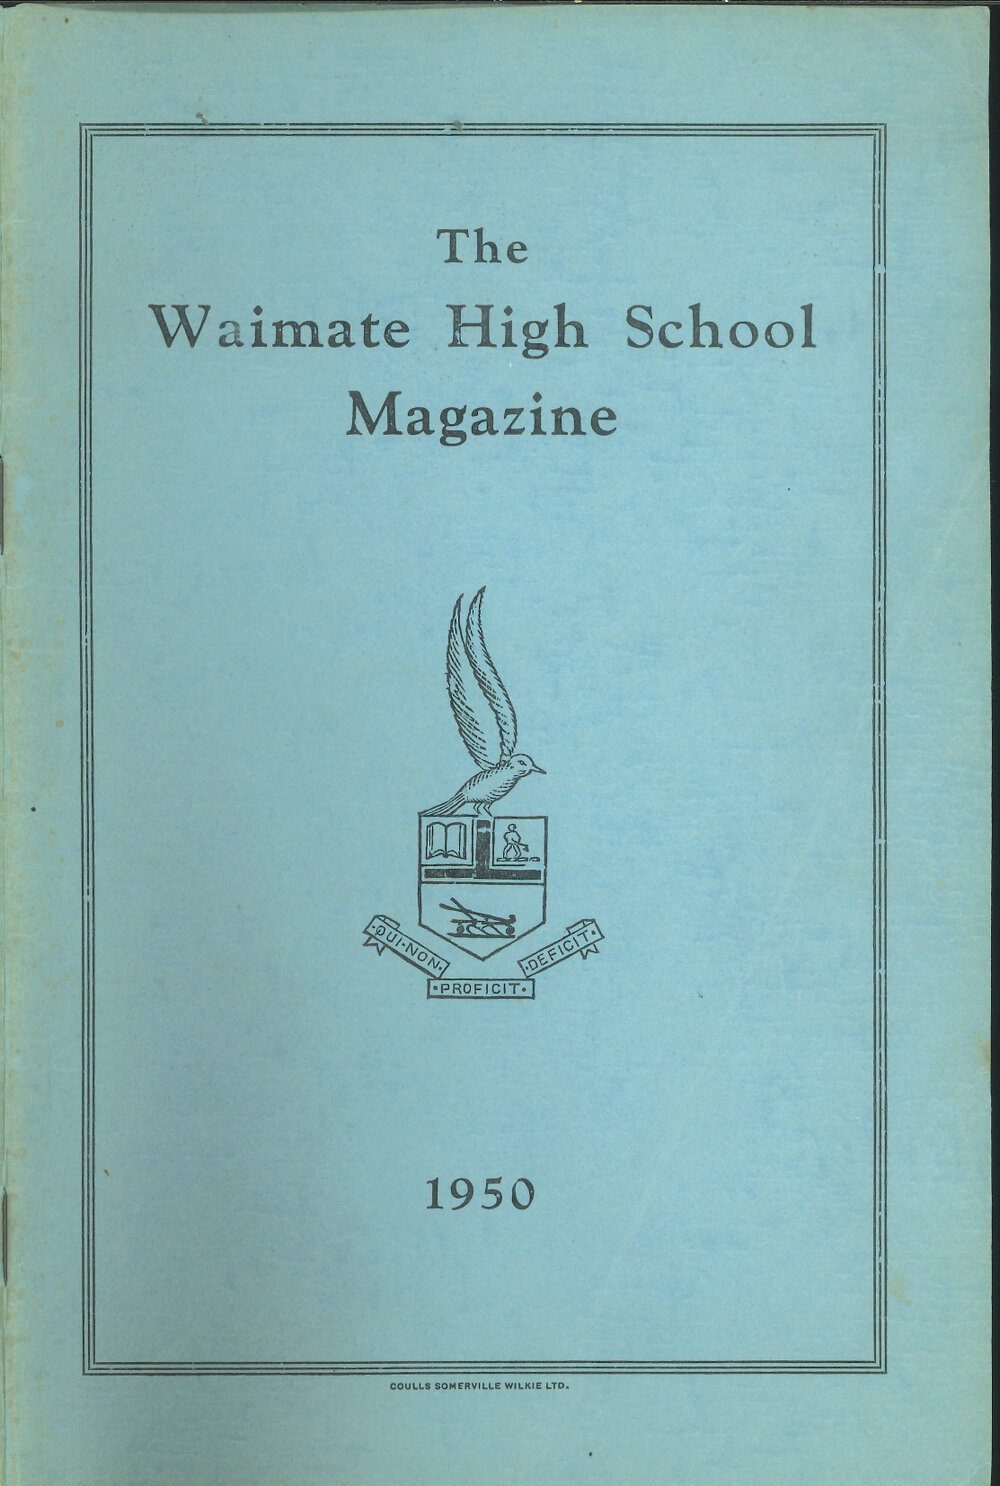 The
Waimate High School
Magazine
·QUI·NON·
·PROFICIT·
·DEFICIT·
1950
COULLS SOMERVILLE WILKIE LTD.